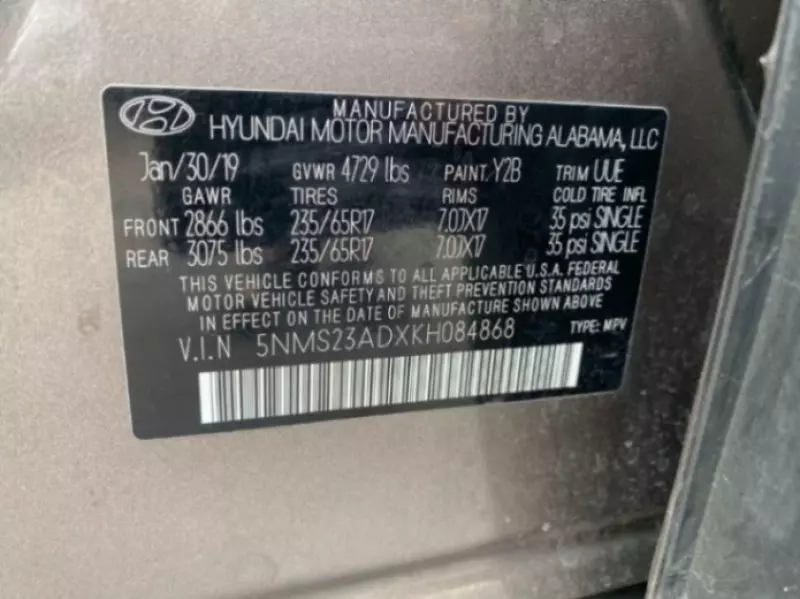 MANUFACTURED BY
HYUNDAI MOTOR MANUFACTURING ALABAMA, LLC
Jan/30/19 GVWR 4729 lbs PAINT: Y2B TRIM UUE
GAWR TIRES RIMS COLD TIRE INFL
FRONT 2866 lbs 235/65R17 7.0JX17 35 psi SINGLE
REAR 3075 lbs 235/65R17 7.0JX17 35 psi SINGLE
THIS VEHICLE CONFORMS TO ALL APPLICABLE U.S.A. FEDERAL
MOTOR VEHICLE SAFETY AND THEFT PREVENTION STANDARDS
IN EFFECT ON THE DATE OF MANUFACTURE SHOWN ABOVE
V.I.N 5NMS23ADXKH084868 TYPE: MPV